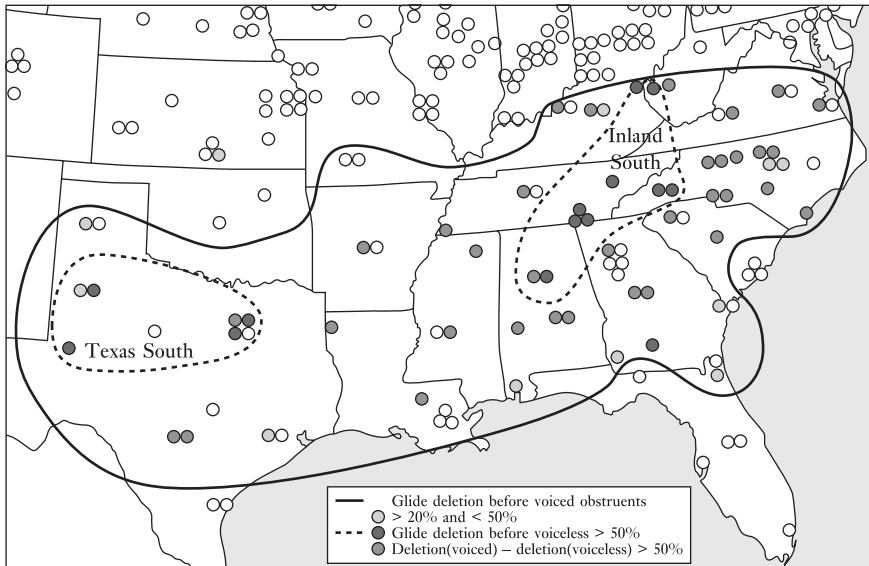 Inland
South
Texas South
Glide deletion before voiced obstruents
> 20% and < 50%
Glide deletion before voiceless > 50%
Deletion(voiced) – deletion(voiceless) > 50%